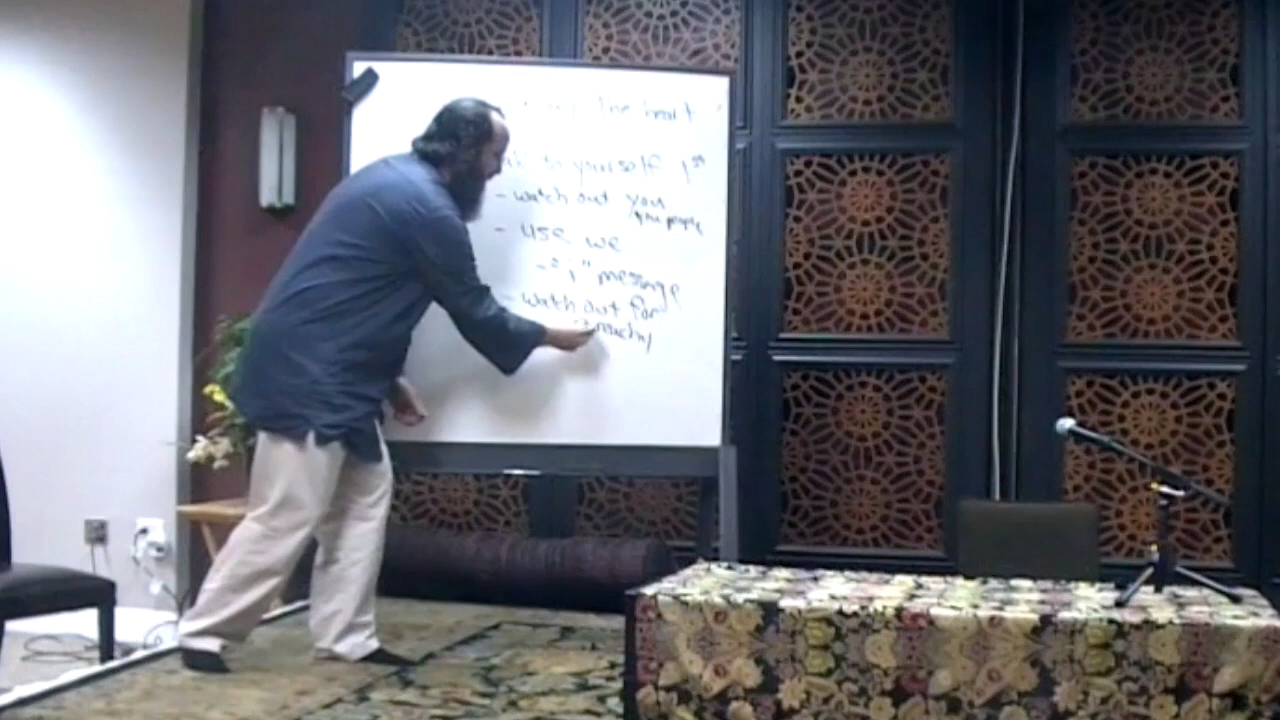 the heart
to yourself 1st
- watch out you
/you people
- use we
- "i" message
- watch out for